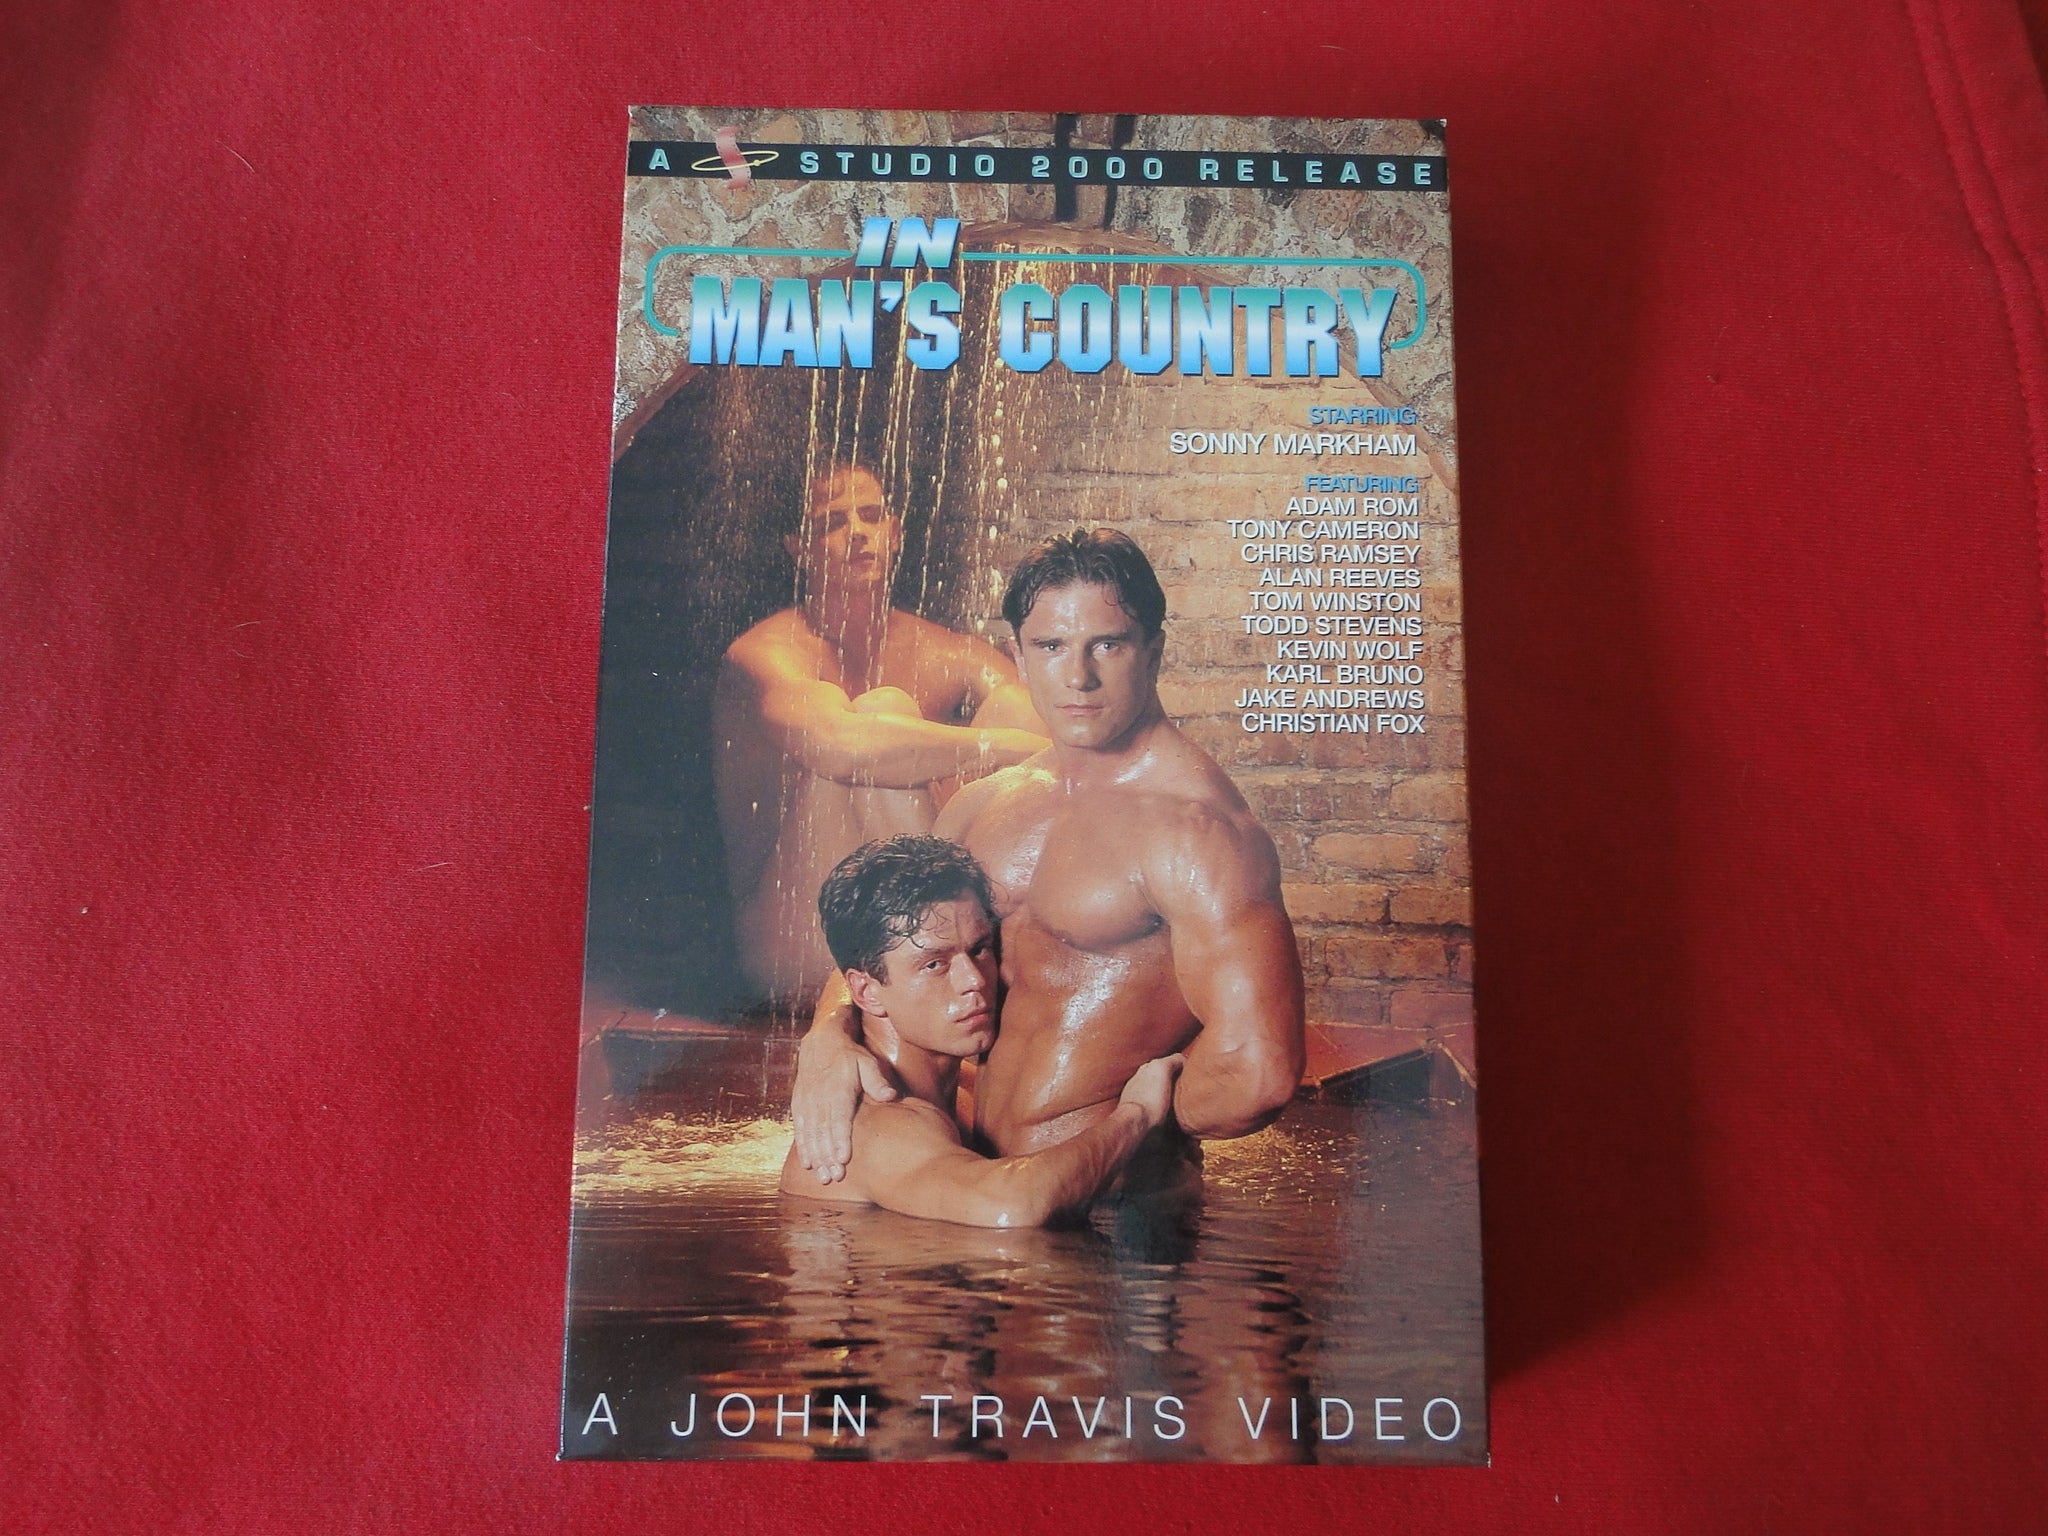 A STUDIO 2000 RELEASE
IN
MAN'S COUNTRY
STARRING
SONNY MARKHAM
FEATURING
ADAM ROM
TONY CAMERON
CHRIS RAMSEY
ALAN REEVES
TOM WINSTON
TODD STEVENS
KEVIN WOLF
KARL BRUNO
JAKE ANDREWS
CHRISTIAN FOX
A JOHN TRAVIS VIDEO